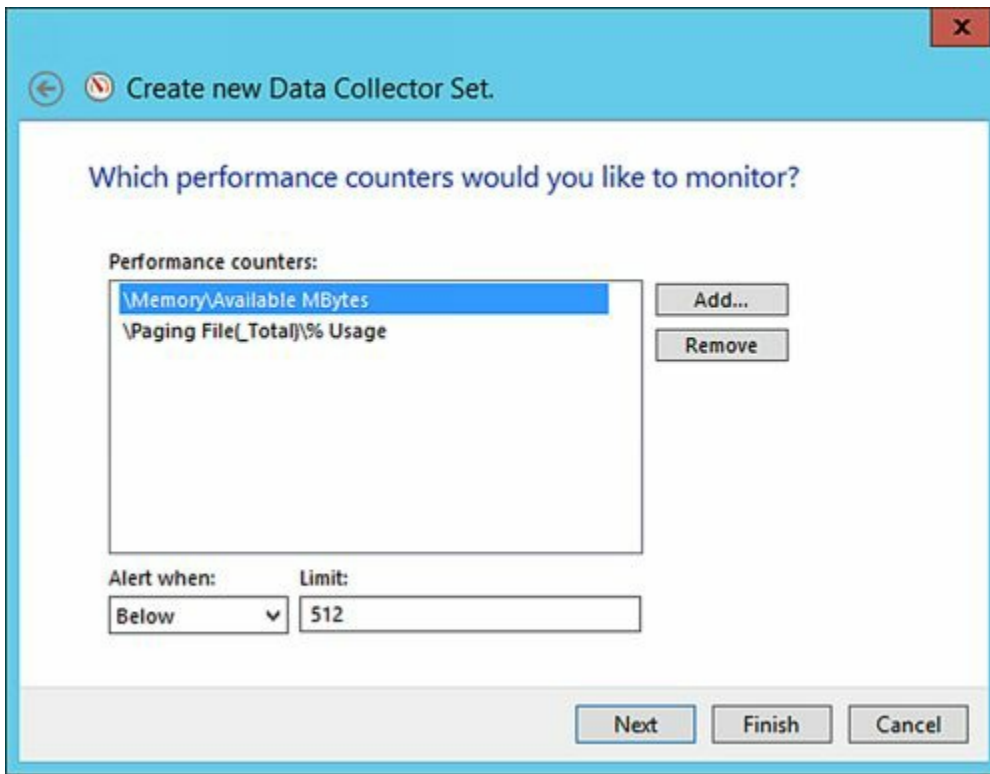 x
Create new Data Collector Set.
Which performance counters would you like to monitor?
Performance counters:
\Memory\Available MBytes
\Paging File(_Total)\% Usage
Add...
Remove
Alert when: Limit:
Below 512
Next Finish Cancel